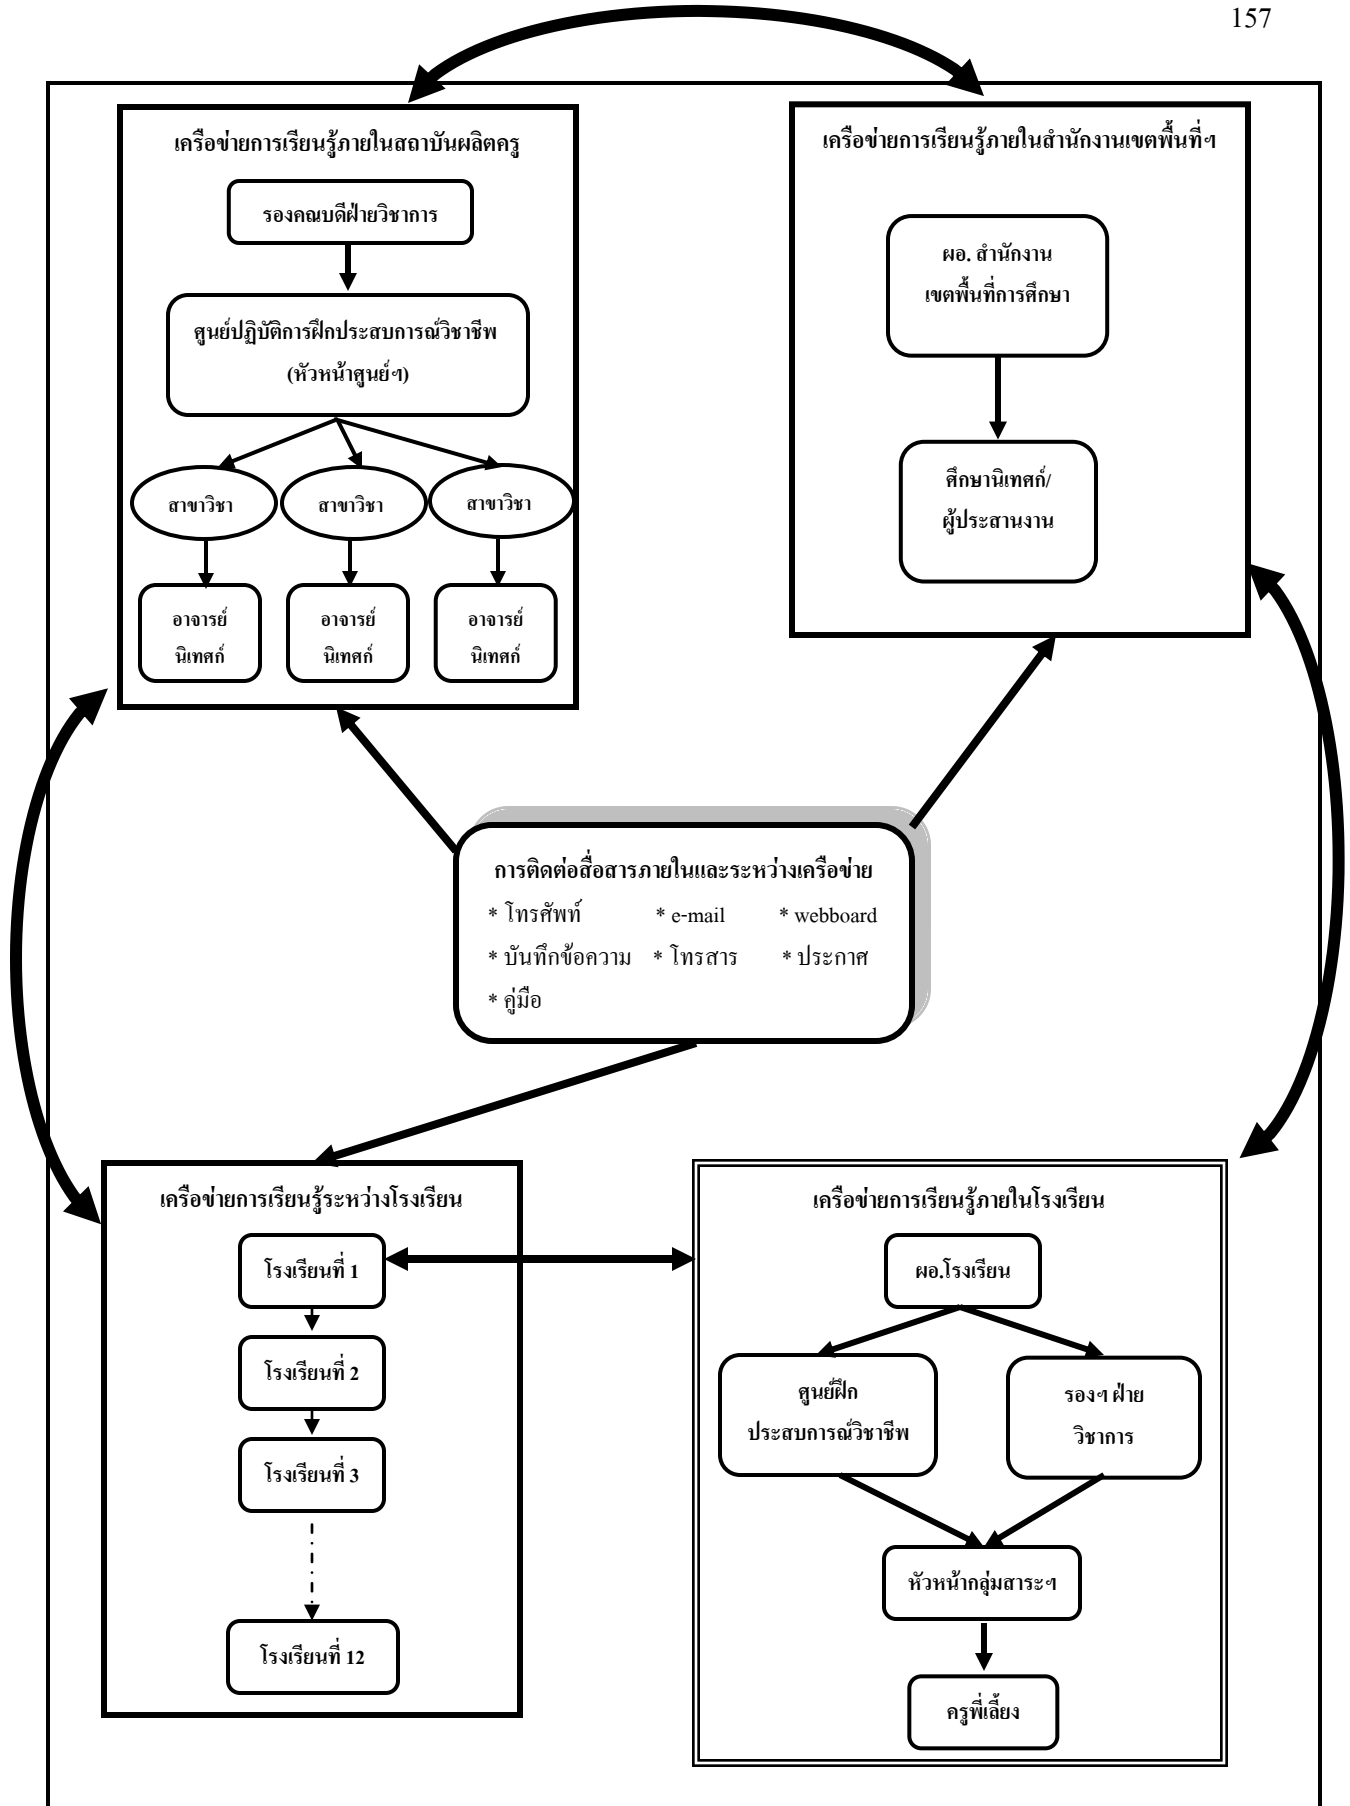 157
เครือข่ายการเรียนรู้ภายในสถาบันผลิตครู
รองคณบดีฝ่ายวิชาการ
ศูนย์ปฏิบัติการฝึกประสบการณ์วิชาชีพ
(หัวหน้าศูนย์ฯ)
สาขาวิชา
สาขาวิชา
สาขาวิชา
อาจารย์
นิเทศก์
อาจารย์
นิเทศก์
อาจารย์
นิเทศก์
เครือข่ายการเรียนรู้ภายในสำนักงานเขตพื้นที่ฯ
ผอ. สำนักงาน
เขตพื้นที่การศึกษา
ศึกษานิเทศก์/
ผู้ประสานงาน
การติดต่อสื่อสารภายในและระหว่างเครือข่าย
* โทรศัพท์ * e-mail * webboard
* บันทึกข้อความ * โทรสาร * ประกาศ
* คู่มือ
เครือข่ายการเรียนรู้ระหว่างโรงเรียน
โรงเรียนที่ 1
โรงเรียนที่ 2
โรงเรียนที่ 3
โรงเรียนที่ 12
เครือข่ายการเรียนรู้ภายในโรงเรียน
ผอ.โรงเรียน
ศูนย์ฝึก
ประสบการณ์วิชาชีพ
รองฯ ฝ่าย
วิชาการ
หัวหน้ากลุ่มสาระฯ
ครูพี่เลี้ยง